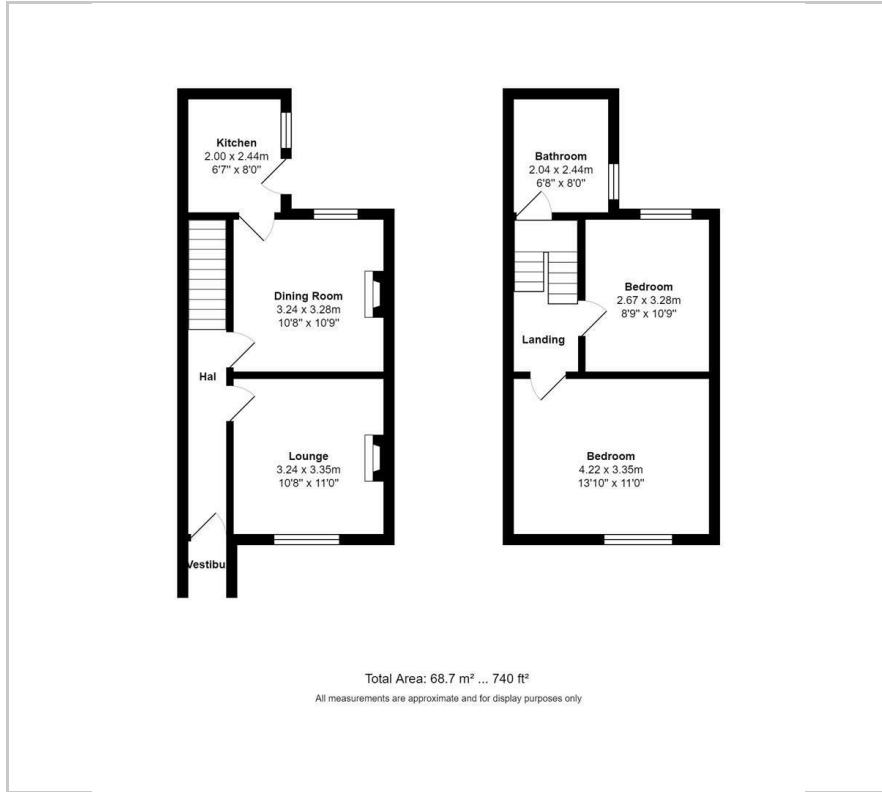 Kitchen
2.00 x 2.44m
6'7" x 8'0"
Dining Room
3.24 x 3.28m
10'8" x 10'9"
Hal
Lounge
3.24 x 3.35m
10'8" x 11'0"
Vestibu
Bathroom
2.04 x 2.44m
6'8" x 8'0"
Bedroom
2.67 x 3.28m
8'9" x 10'9"
Landing
Bedroom
4.22 x 3.35m
13'10" x 11'0"
Total Area: 68.7 m² ... 740 ft²
All measurements are approximate and for display purposes only